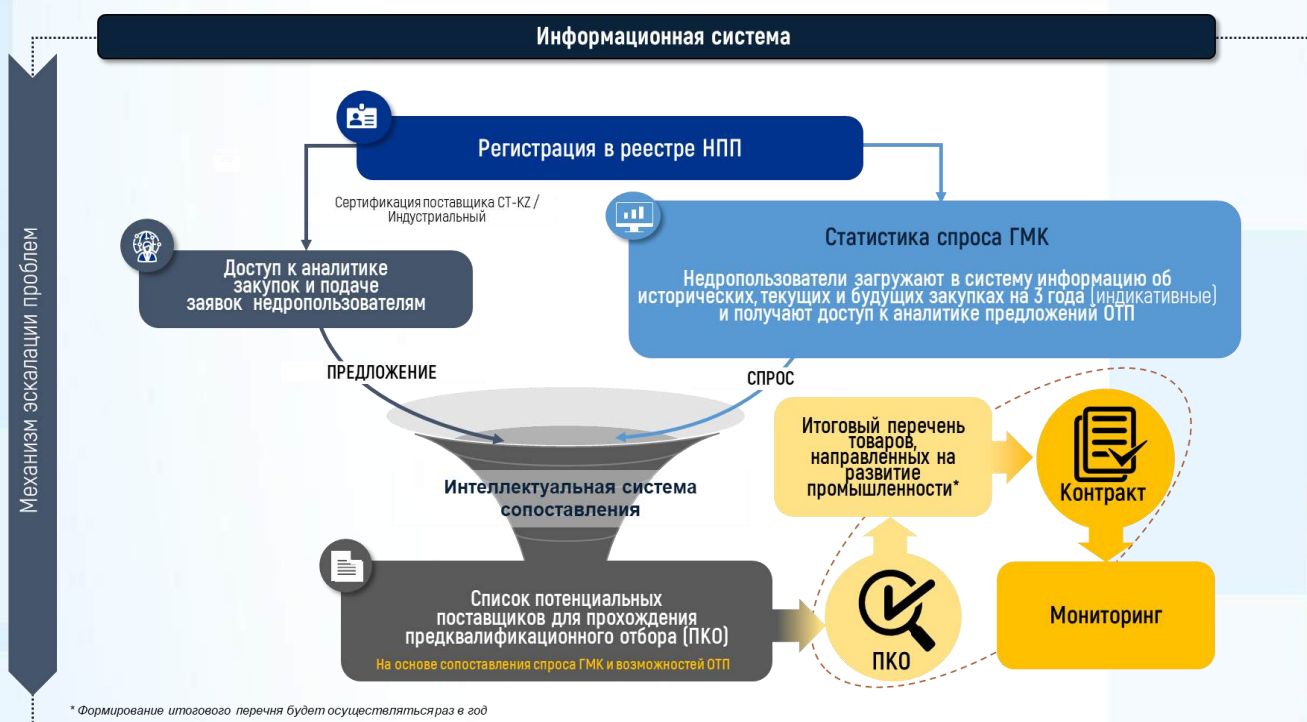 Информационная система
Механизм эскалации проблем
Регистрация в реестре НПП
Сертификация поставщика CT-KZ /
Индустриальный
Доступ к аналитике
закупок и подаче
заявок недропользователям
Статистика спроса ГМК
Недропользователи загружают в систему информацию об
исторических, текущих и будущих закупках на 3 года (индикативные)
и получают доступ к аналитике предложений ОТП
ПРЕДЛОЖЕНИЕ
СПРОС
Интеллектуальная система
сопоставления
Итоговый перечень
товаров,
направленных на
развитие
промышленности*
Контракт
Список потенциальных
поставщиков для прохождения
предквалификационного отбора (ПКО)
На основе сопоставления спроса ГМК и возможностей ОТП
ПКО
Мониторинг
* Формирование итогового перечня будет осуществляться раз в год